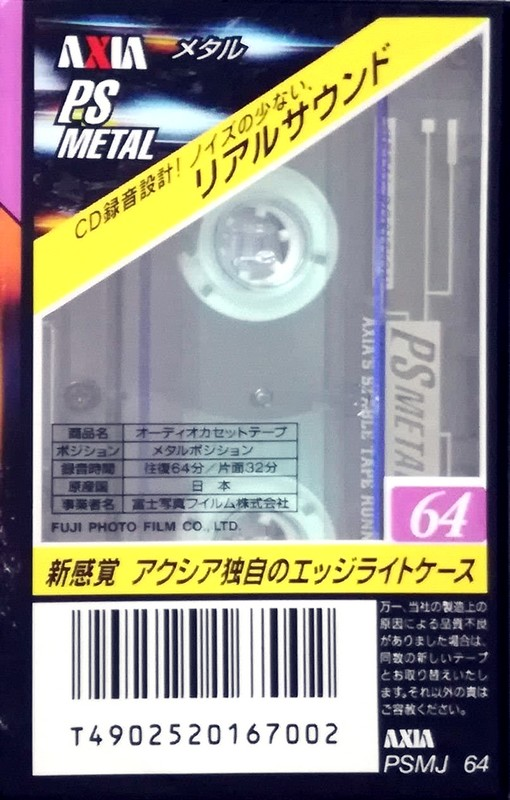 AXIA メタル
PS
METAL
CD録音設計! ノイズの少ない、
リアルサウンド
PS METAL
AXIA'S STABLE TAPE RUNN
商品名 オーディオカセットテープ
ポジション メタルポジション
録音時間 往復64分/片面32分
原産国 日本
事業者名 富士写真フイルム株式会社
FUJI PHOTO FILM CO., LTD.
64
新感覚 アクシア独自のエッジライトケース
万一、当社の製造上の
原因による品質不良
がありました場合は、
同数の新しいテープ
とお取り替えいたし
ます。それ以外の責は
ご容赦ください。
T4902520167002
AXIA
PSMJ 64